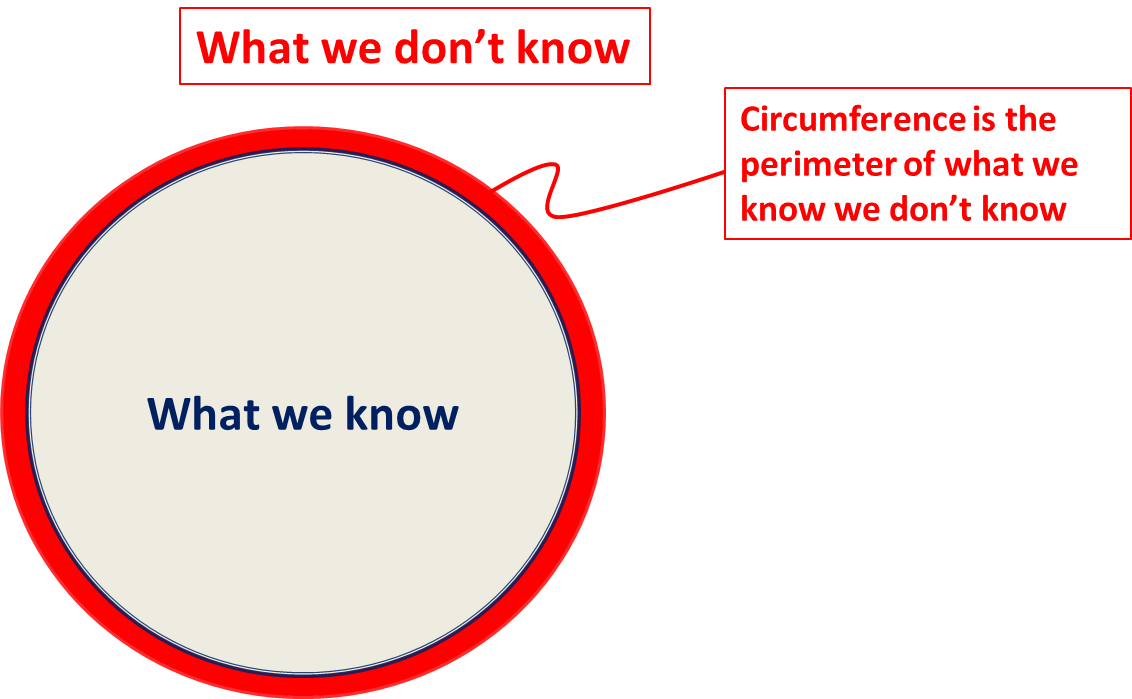 What we don’t know
Circumference is the
perimeter of what we
know we don’t know
What we know